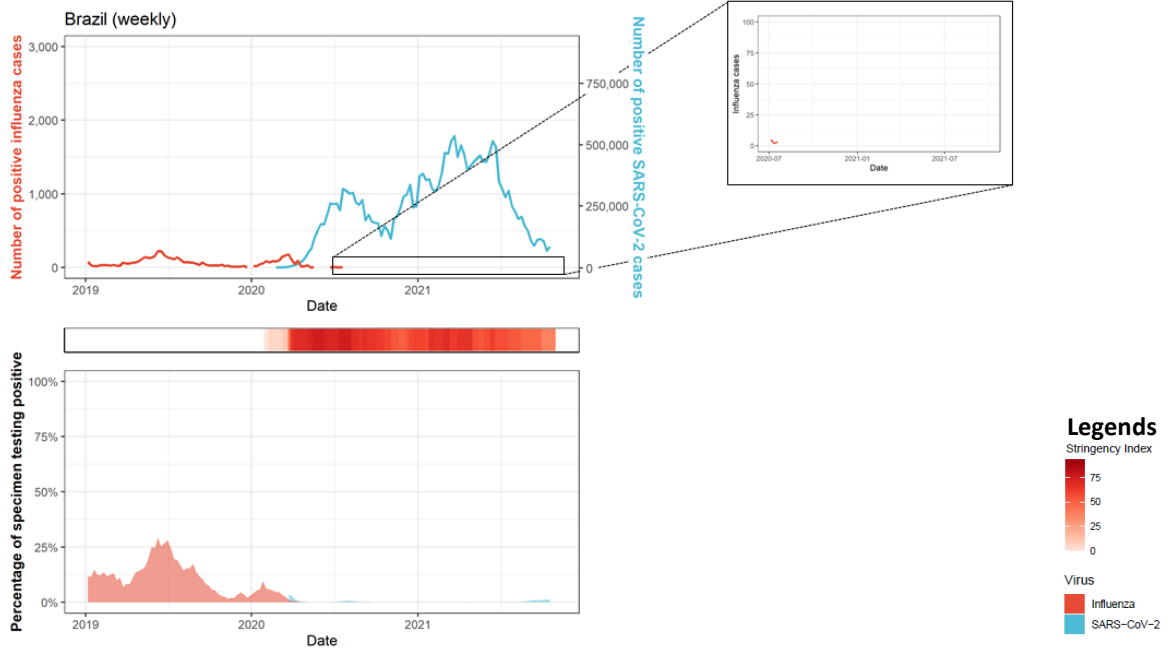 Brazil (weekly)
Number of positive influenza cases
3,000
2,000
1,000
0
750,000
500,000
250,000
0
Number of positive SARS-CoV-2 cases
2019
2020
2021
Date
Influenza cases
100
75
50
25
0
2020-07
2021-01
2021-07
Date
Percentage of specimen testing positive
100%
75%
50%
25%
0%
2019
2020
2021
Date
Legends
Stringency Index
75
50
25
0
Virus
Influenza
SARS−CoV−2